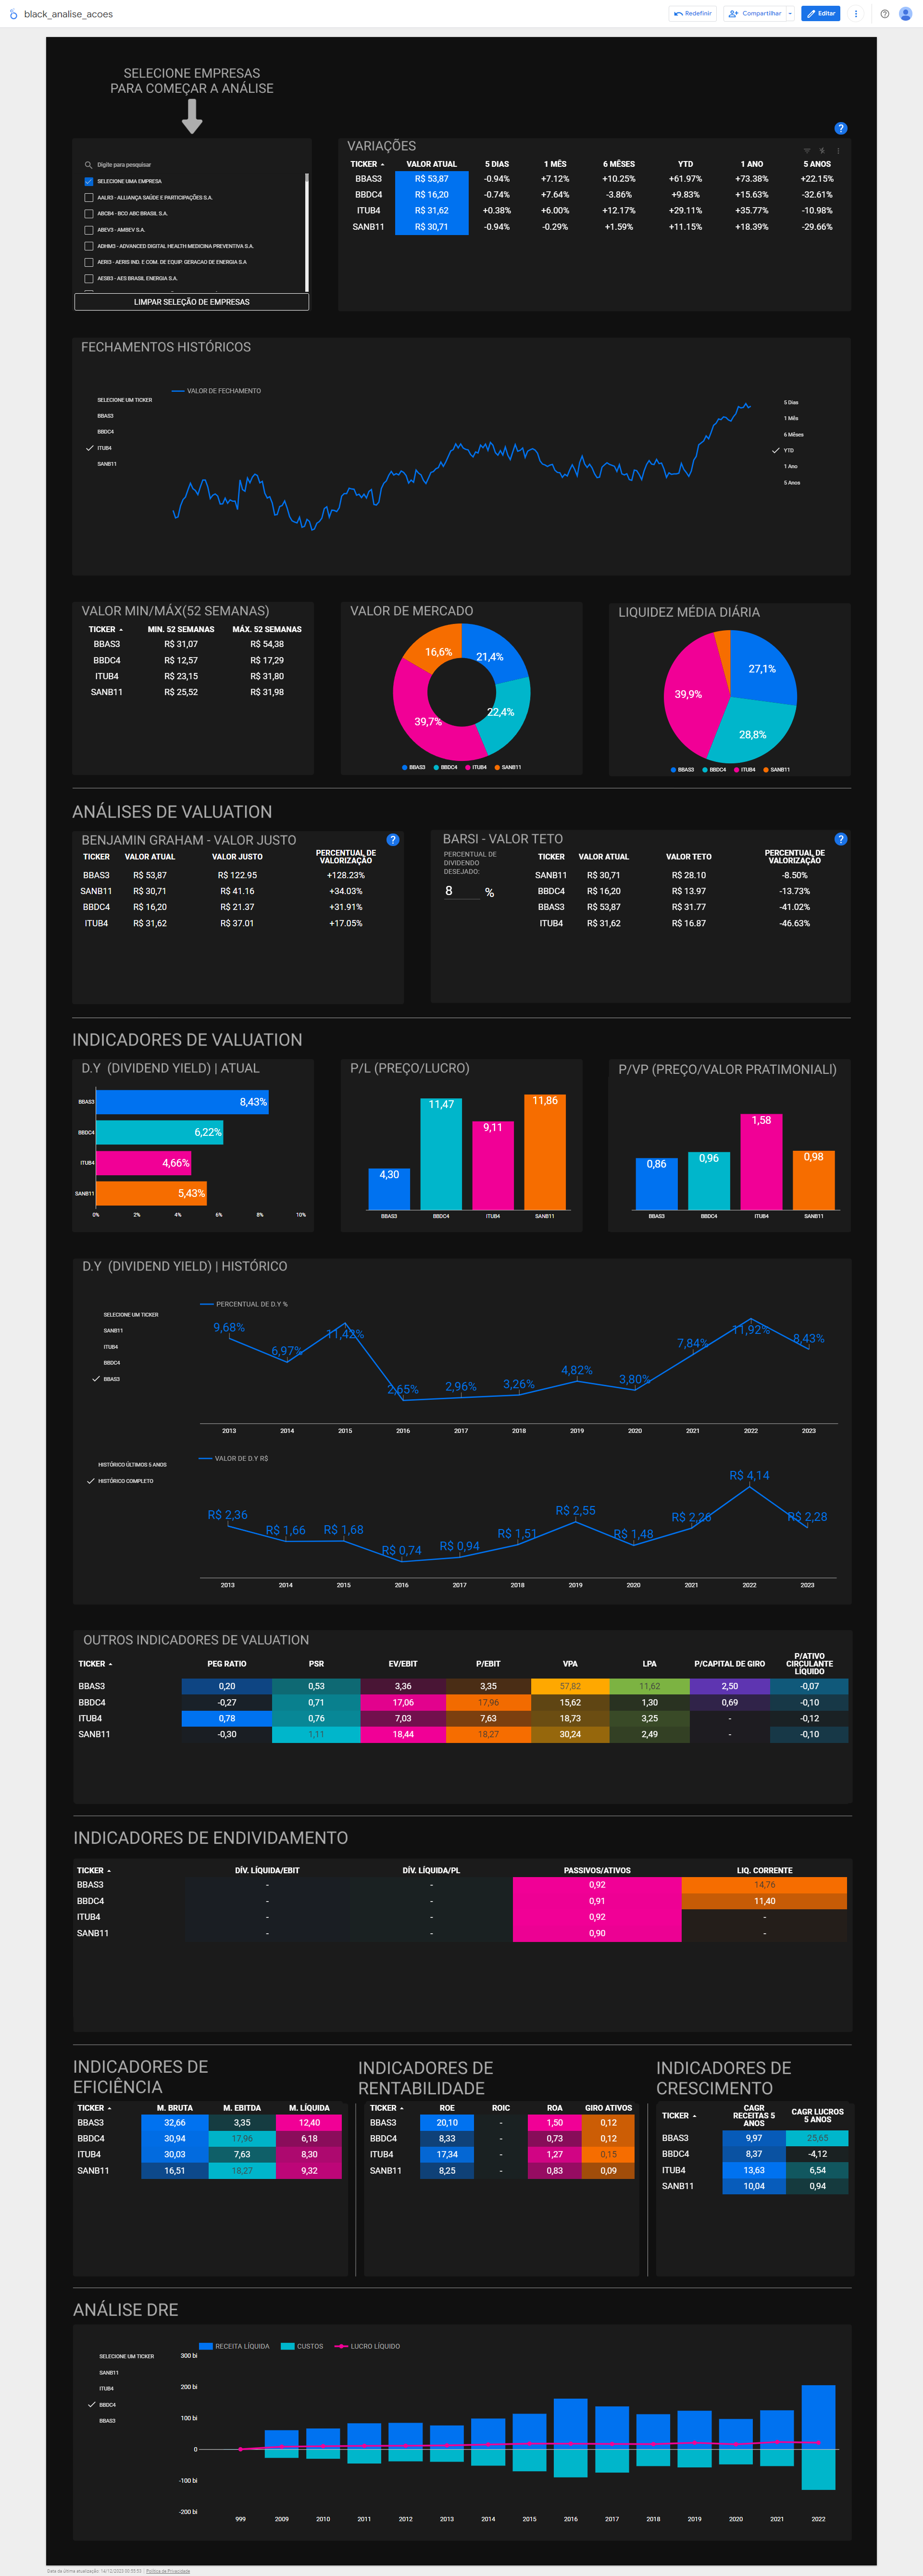 black_analise_acoes
Redefinir
Compartilhar
Editar
SELECIONE EMPRESAS
PARA COMEÇAR A ANÁLISE
Digite para pesquisar
SELECIONE UMA EMPRESA
AALR3 - ALLIANÇA SAÚDE E PARTICIPAÇÕES S.A.
ABCB4 - BCO ABC BRASIL S.A.
ABEV3 - AMBEV S.A.
ADHM3 - ADVANCED DIGITAL HEALTH MEDICINA PREVENTIVA S.A.
AERI3 - AERIS IND. E COM. DE EQUIP. GERACAO DE ENERGIA S.A
AESB3 - AES BRASIL ENERGIA S.A.
LIMPAR SELEÇÃO DE EMPRESAS
VARIAÇÕES
TICKER VALOR ATUAL 5 DIAS 1 MÊS 6 MÊSES YTD 1 ANO 5 ANOS
BBAS3 R$ 53,87 -0.94% +7.12% +10.25% +61.97% +73.38% +22.15%
BBDC4 R$ 16,20 -0.74% +7.64% -3.86% +9.83% +15.63% -32.61%
ITUB4 R$ 31,62 +0.38% +6.00% +12.17% +29.11% +35.77% -10.98%
SANB11 R$ 30,71 -0.94% -0.29% +1.59% +11.15% +18.39% -29.66%
FECHAMENTOS HISTÓRICOS
SELECIONE UM TICKER
BBAS3
BBDC4
ITUB4
SANB11
VALOR DE FECHAMENTO
5 Dias
1 Mês
6 Mêses
YTD
1 Ano
5 Anos
VALOR MIN/MÁX(52 SEMANAS)
TICKER MIN. 52 SEMANAS MÁX. 52 SEMANAS
BBAS3 R$ 31,07 R$ 54,38
BBDC4 R$ 12,57 R$ 17,29
ITUB4 R$ 23,15 R$ 31,80
SANB11 R$ 25,52 R$ 31,98
VALOR DE MERCADO
16,6% 21,4%
39,7% 22,4%
BBAS3 BBDC4 ITUB4 SANB11
LIQUIDEZ MÉDIA DIÁRIA
27,1%
39,9%
28,8%
BBAS3 BBDC4 ITUB4 SANB11
ANÁLISES DE VALUATION
BENJAMIN GRAHAM - VALOR JUSTO
TICKER VALOR ATUAL VALOR JUSTO PERCENTUAL DE VALORIZAÇÃO
BBAS3 R$ 53,87 R$ 122.95 +128.23%
SANB11 R$ 30,71 R$ 41.16 +34.03%
BBDC4 R$ 16,20 R$ 21.37 +31.91%
ITUB4 R$ 31,62 R$ 37.01 +17.05%
BARSI - VALOR TETO
PERCENTUAL DE
DIVIDENDO
DESEJADO:
8 %
TICKER VALOR ATUAL VALOR TETO PERCENTUAL DE VALORIZAÇÃO
SANB11 R$ 30,71 R$ 28.10 -8.50%
BBDC4 R$ 16,20 R$ 13.97 -13.73%
BBAS3 R$ 53,87 R$ 31.77 -41.02%
ITUB4 R$ 31,62 R$ 16.87 -46.63%
INDICADORES DE VALUATION
D.Y (DIVIDEND YIELD) | ATUAL
BBAS3 8,43%
BBDC4 6,22%
ITUB4 4,66%
SANB11 5,43%
0% 2% 4% 6% 8% 10%
P/L (PREÇO/LUCRO)
4,30 11,47 9,11 11,86
BBAS3 BBDC4 ITUB4 SANB11
P/VP (PREÇO/VALOR PRATIMONIALI)
0,86 0,96 1,58 0,98
BBAS3 BBDC4 ITUB4 SANB11
D.Y (DIVIDEND YIELD) | HISTÓRICO
SELECIONE UM TICKER
SANB11
ITUB4
BBDC4
BBAS3
PERCENTUAL DE D.Y %
9,68% 6,97% 11,42% 2,65% 2,96% 3,26% 4,82% 3,80% 7,84% 11,92% 8,43%
2013 2014 2015 2016 2017 2018 2019 2020 2021 2022 2023
HISTÓRICO ÚLTIMOS 5 ANOS
HISTÓRICO COMPLETO
VALOR DE D.Y R$
R$ 2,36 R$ 1,66 R$ 1,68 R$ 0,74 R$ 0,94 R$ 1,51 R$ 2,55 R$ 1,48 R$ 2,26 R$ 4,14 R$ 2,28
2013 2014 2015 2016 2017 2018 2019 2020 2021 2022 2023
OUTROS INDICADORES DE VALUATION
TICKER PEG RATIO PSR EV/EBIT P/EBIT VPA LPA P/CAPITAL DE GIRO P/ATIVO CIRCULANTE LÍQUIDO
BBAS3 0,20 0,53 3,36 3,35 57,82 11,62 2,50 -0,07
BBDC4 -0,27 0,71 17,06 17,96 15,62 1,30 0,69 -0,10
ITUB4 0,78 0,76 7,03 7,63 18,73 3,25 - -0,12
SANB11 -0,30 1,11 18,44 18,27 30,24 2,49 - -0,10
INDICADORES DE ENDIVIDAMENTO
TICKER DÍV. LÍQUIDA/EBIT DÍV. LÍQUIDA/PL PASSIVOS/ATIVOS LIQ. CORRENTE
BBAS3 - - 0,92 14,76
BBDC4 - - 0,91 11,40
ITUB4 - - 0,92 -
SANB11 - - 0,90 -
INDICADORES DE
EFICIÊNCIA
TICKER M. BRUTA M. EBITDA M. LÍQUIDA
BBAS3 32,66 3,35 12,40
BBDC4 30,94 17,96 6,18
ITUB4 30,03 7,63 8,30
SANB11 16,51 18,27 9,32
INDICADORES DE
RENTABILIDADE
TICKER ROE ROIC ROA GIRO ATIVOS
BBAS3 20,10 - 1,50 0,12
BBDC4 8,33 - 0,73 0,12
ITUB4 17,34 - 1,27 0,15
SANB11 8,25 - 0,83 0,09
INDICADORES DE
CRESCIMENTO
TICKER CAGR RECEITAS 5 ANOS CAGR LUCROS 5 ANOS
BBAS3 9,97 25,65
BBDC4 8,37 -4,12
ITUB4 13,63 6,54
SANB11 10,04 0,94
ANÁLISE DRE
SELECIONE UM TICKER
SANB11
ITUB4
BBDC4
BBAS3
RECEITA LÍQUIDA CUSTOS LUCRO LÍQUIDO
300 bi
200 bi
100 bi
0
-100 bi
-200 bi
999 2009 2010 2011 2012 2013 2014 2015 2016 2017 2018 2019 2020 2021 2022
Política de Privacidade